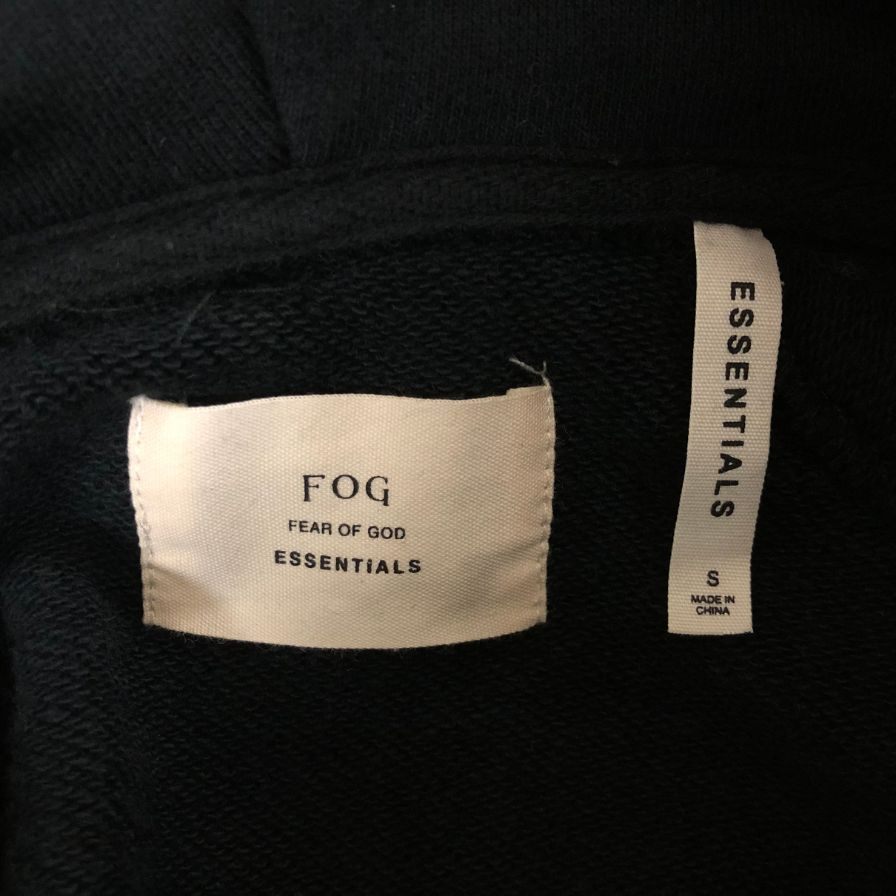 FOG
FEAR OF GOD
ESSENTiALS
ESSENTIALS
S
MADE IN
CHINA